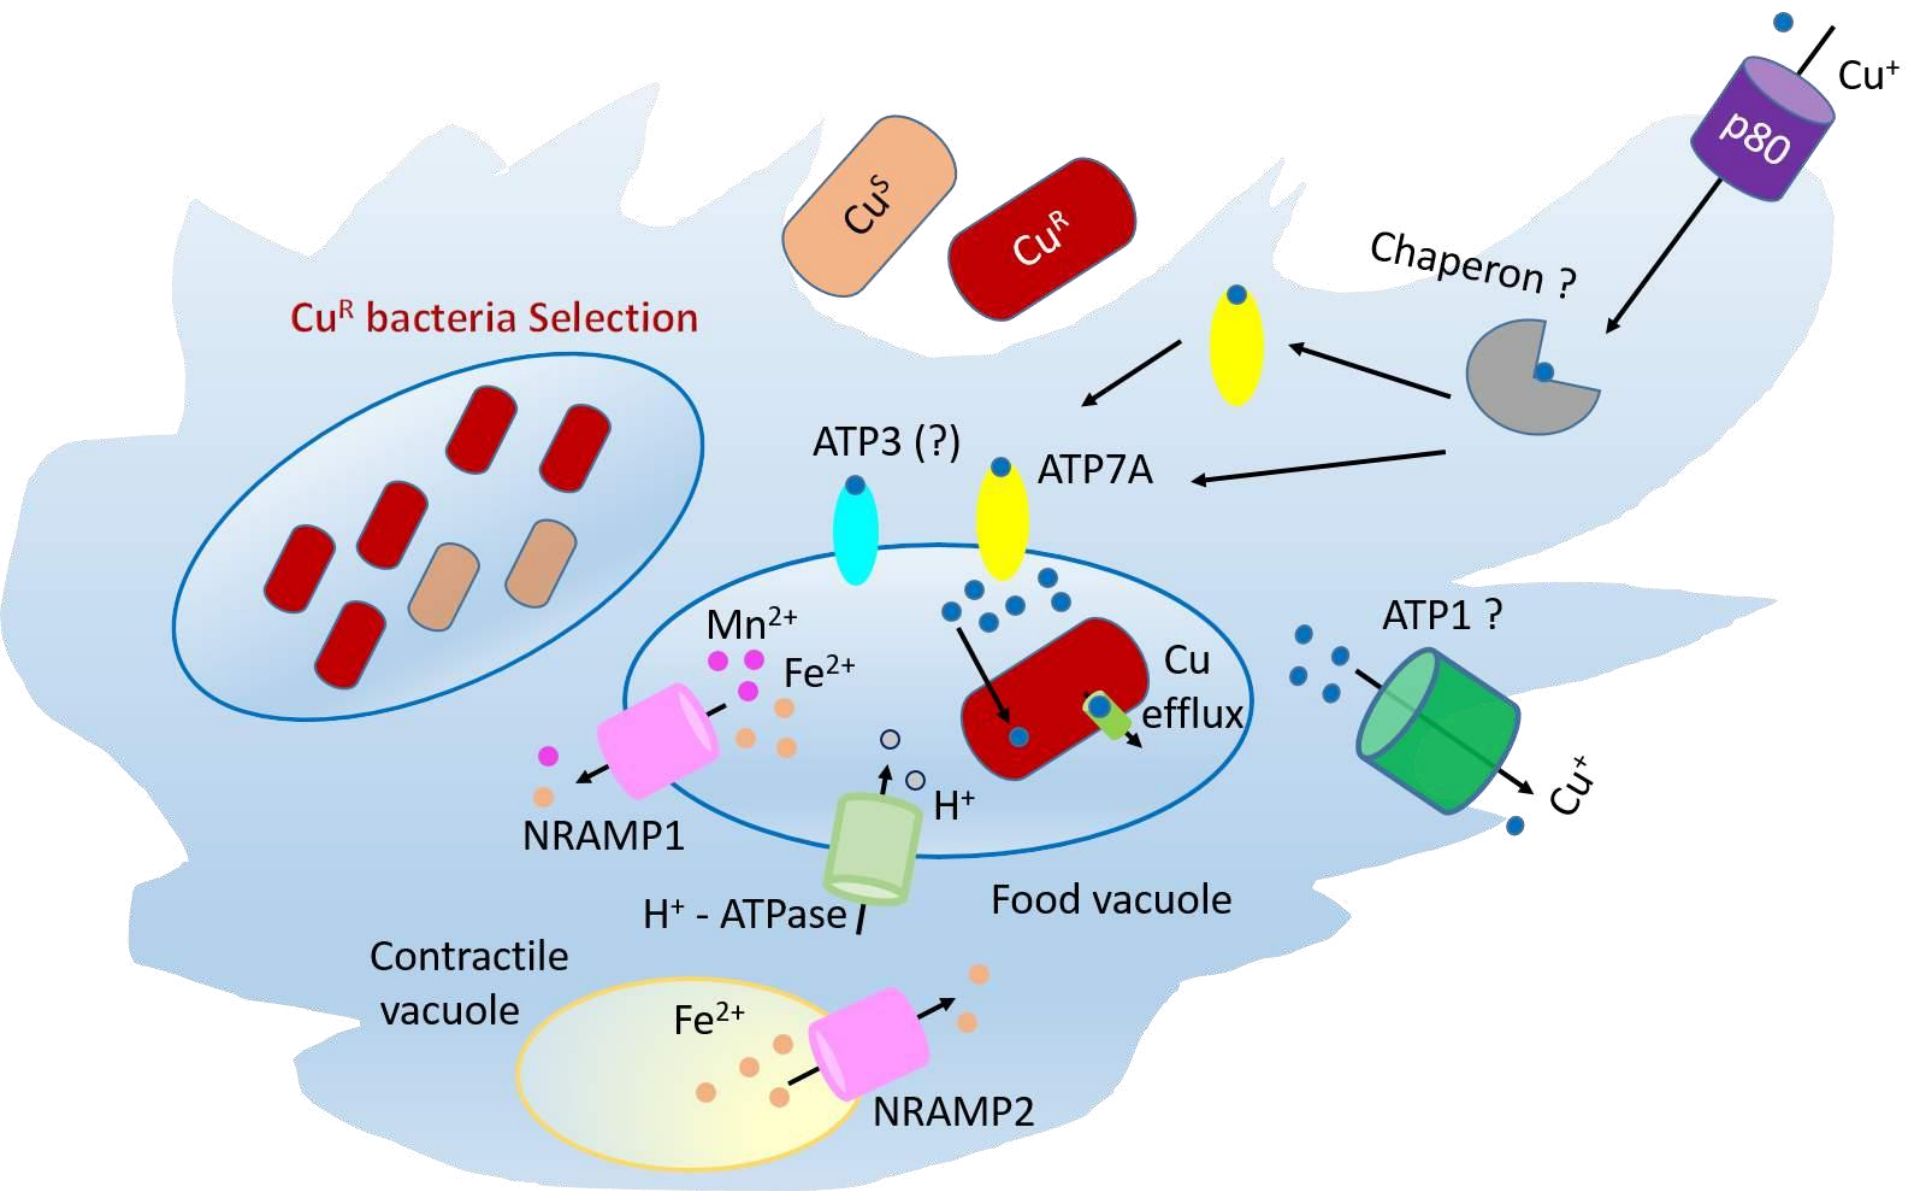 Cu⁺
p80
Cuˢ
Cuᴿ
Chaperon ?
Cuᴿ bacteria Selection
ATP3 (?)
ATP7A
Mn²⁺
Fe²⁺
Cu
efflux
ATP1 ?
Cu⁺
NRAMP1
H⁺
H⁺ - ATPase
Food vacuole
Contractile
vacuole
Fe²⁺
NRAMP2